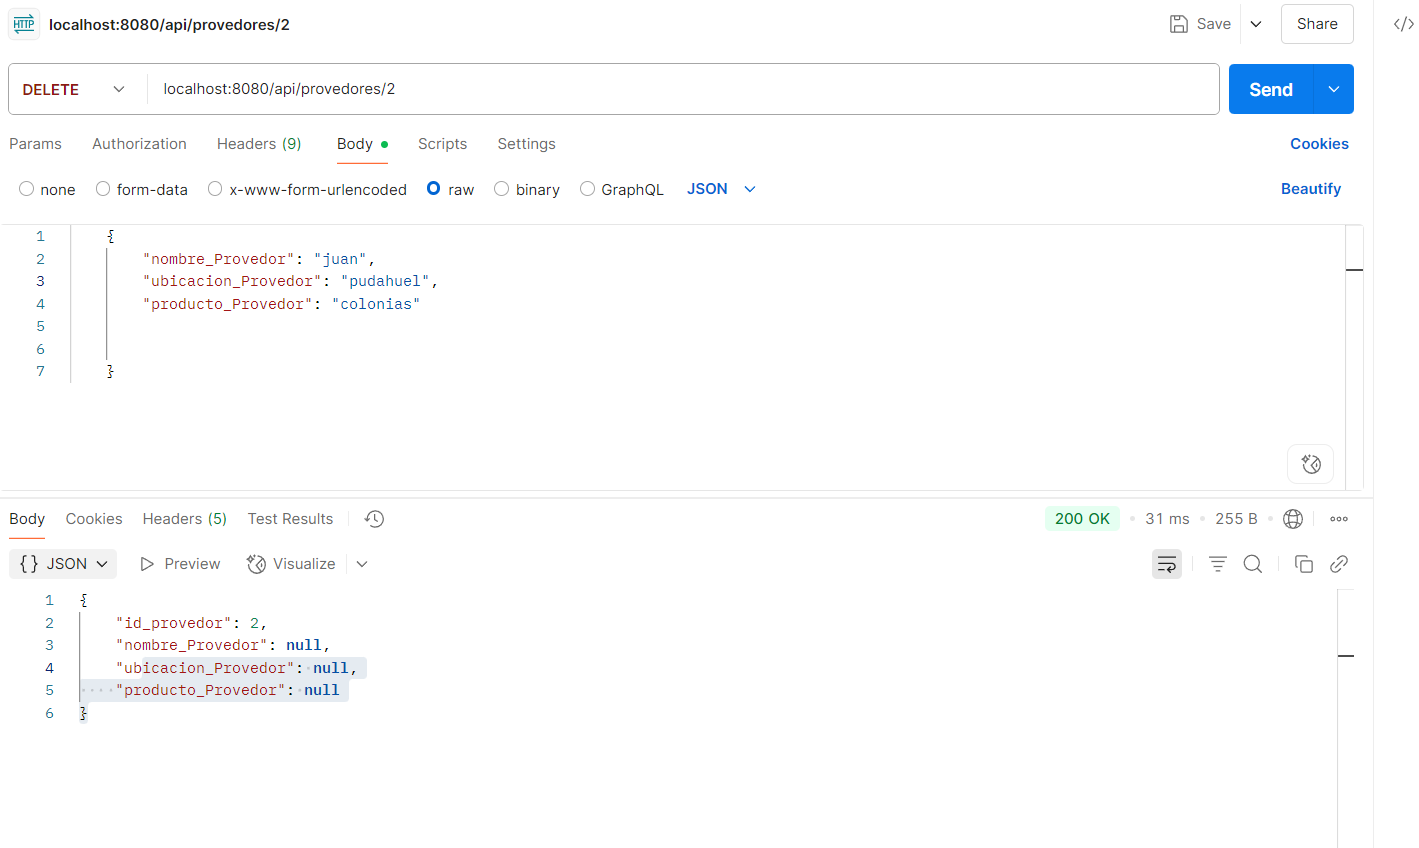 HTTP localhost:8080/api/provedores/2 Save Share </>
DELETE localhost:8080/api/provedores/2 Send
Params Authorization Headers (9) Body Scripts Settings Cookies
none form-data x-www-form-urlencoded raw binary GraphQL JSON Beautify
1 {
2 "nombre_Provedor": "juan",
3 "ubicacion_Provedor": "pudahuel",
4 "producto_Provedor": "colonias"
5
6
7 }
Body Cookies Headers (5) Test Results 200 OK 31 ms 255 B
{} JSON Preview Visualize
1 {
2 "id_provedor": 2,
3 "nombre_Provedor": null,
4 "ubicacion_Provedor": null,
5 "producto_Provedor": null
6 }